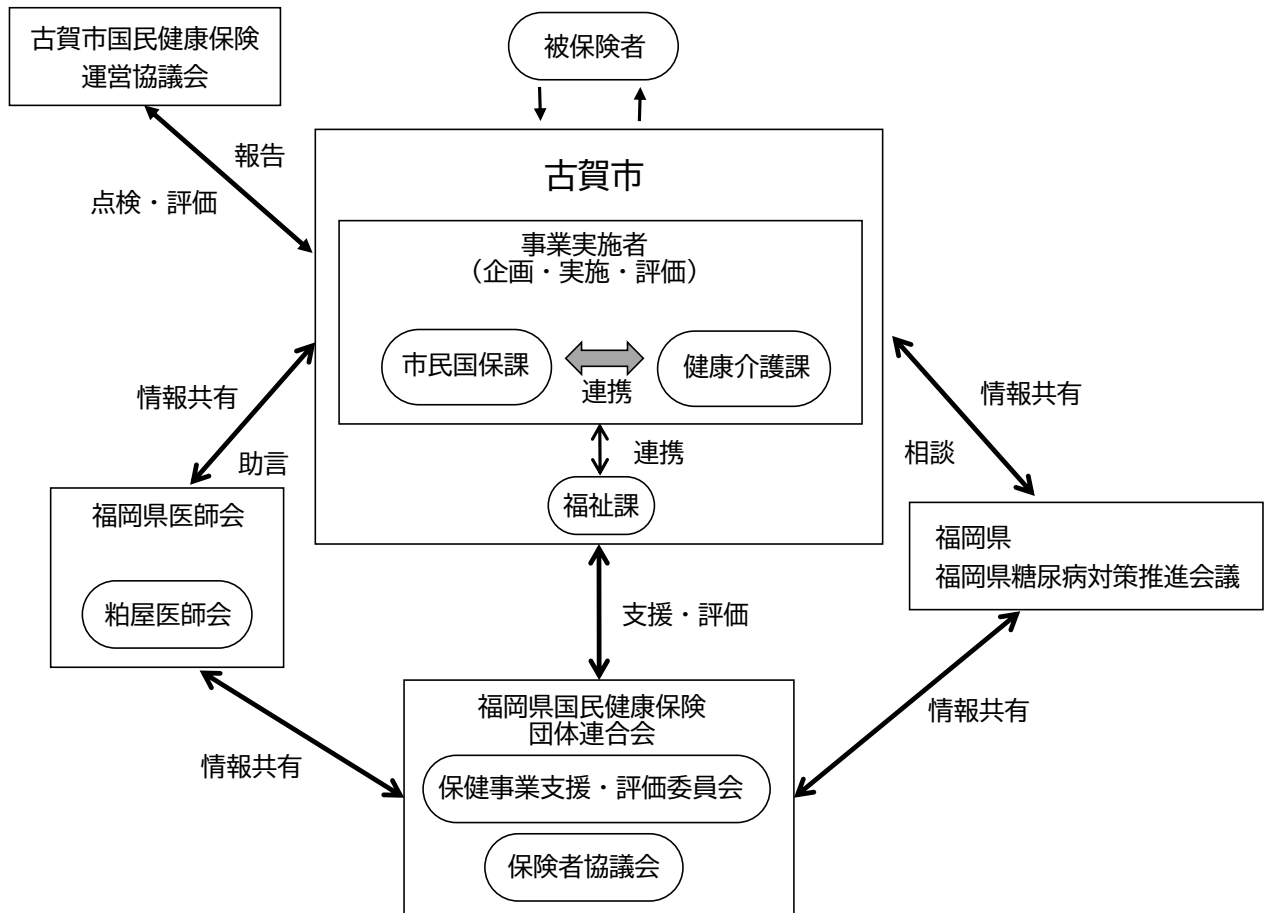 古賀市国民健康保険
運営協議会
被保険者
報告
点検・評価
古賀市
事業実施者
（企画・実施・評価）
市民国保課
連携
健康介護課
連携
福祉課
情報共有
助言
情報共有
相談
福岡県医師会
粕屋医師会
福岡県
福岡県糖尿病対策推進会議
支援・評価
情報共有
情報共有
福岡県国民健康保険
団体連合会
保健事業支援・評価委員会
保険者協議会